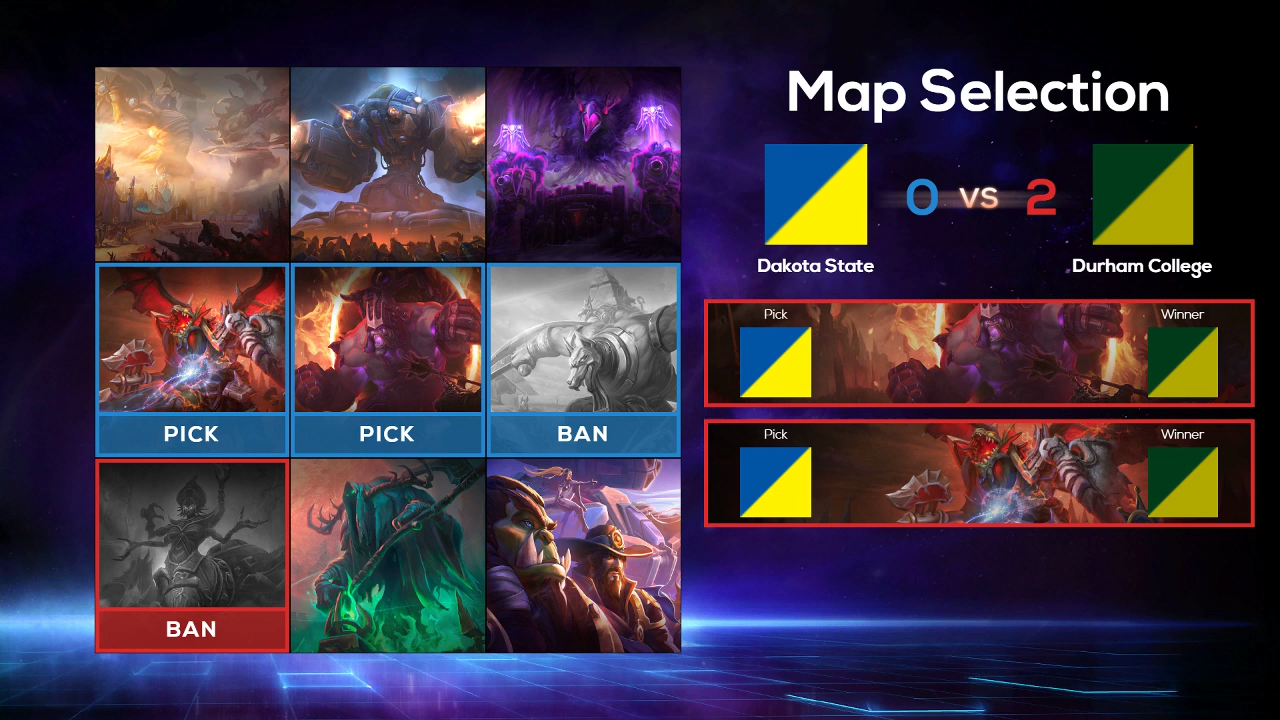 Map Selection
0 VS 2
Dakota State
Durham College
Pick
Winner
Pick
Winner
PICK
PICK
BAN
BAN